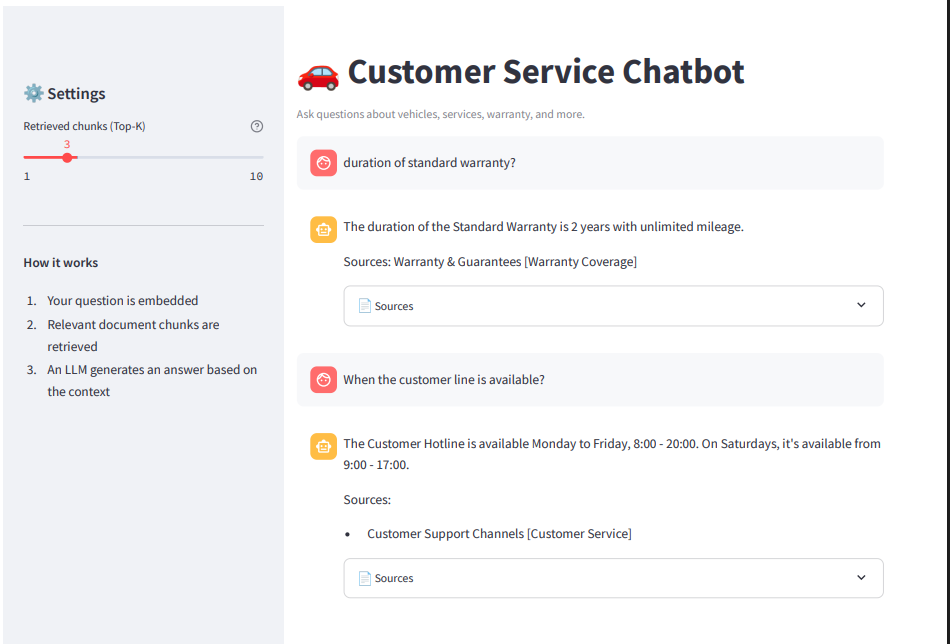 Settings
Retrieved chunks (Top-K)
3
1
10
How it works
1. Your question is embedded
2. Relevant document chunks are
retrieved
3. An LLM generates an answer based on
the context
Customer Service Chatbot
Ask questions about vehicles, services, warranty, and more.
duration of standard warranty?
The duration of the Standard Warranty is 2 years with unlimited mileage.
Sources: Warranty & Guarantees [Warranty Coverage]
Sources
When the customer line is available?
The Customer Hotline is available Monday to Friday, 8:00 - 20:00. On Saturdays, it's available from
9:00 - 17:00.
Sources:
• Customer Support Channels [Customer Service]
Sources